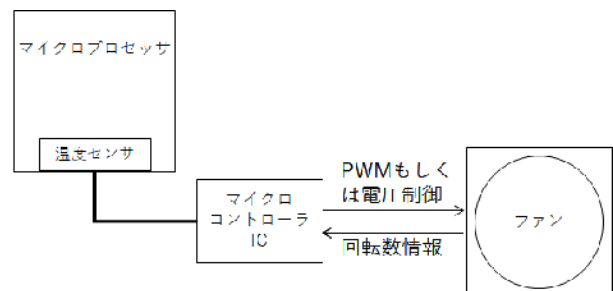 マイクロプロセッサ
温度センサ
マイクロ
コントローラ
IC
PWMもしく
は電圧制御
回転数情報
ファン